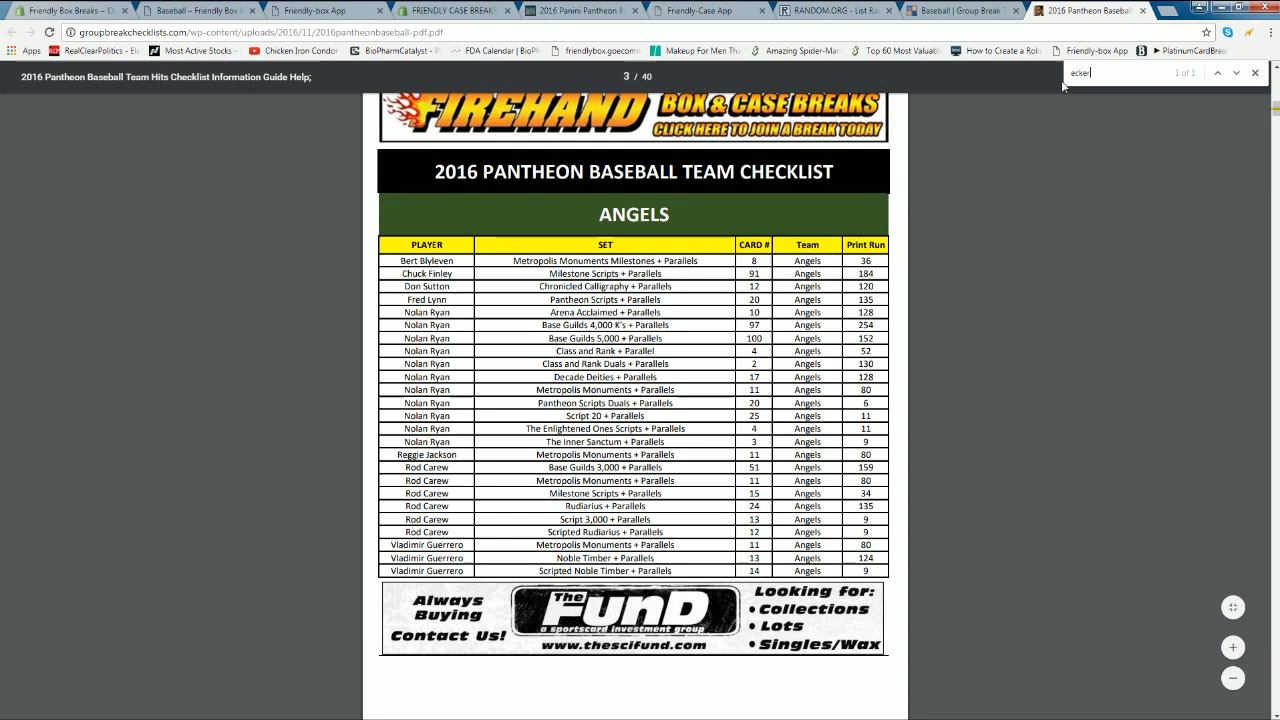 Friendly Box Breaks – O
Baseball – Friendly Box
Friendly-box App
FRIENDLY CASE BREAKS
2016 Panini Pantheon B
Friendly-Case App
RANDOM.ORG - List Ra
Baseball | Group Break
2016 Pantheon Baseball
groupbreakchecklists.com/wp-content/uploads/2016/11/2016pantheonbaseball-pdf.pdf
Apps
RealClearPolitics - El
Most Active Stocks -
Chicken Iron Condor
BioPharmCatalyst - Pl
FDA Calendar | BioPh
friendlybox.goecomm
Makeup For Men Tha
Amazing Spider-Man
Top 60 Most Valuabl
How to Create a Rok
Friendly-box App
PlatinumCardBrea
2016 Pantheon Baseball Team Hits Checklist Information Guide Help;
3 / 40
ecker
1 of 1
FIREHAND
BOX & CASE BREAKS
CLICK HERE TO JOIN A BREAK TODAY
2016 PANTHEON BASEBALL TEAM CHECKLIST
ANGELS
PLAYER SET CARD # Team Print Run
Bert Blyleven Metropolis Monuments Milestones + Parallels 8 Angels 36
Chuck Finley Milestone Scripts + Parallels 91 Angels 184
Don Sutton Chronicled Calligraphy + Parallels 12 Angels 120
Fred Lynn Pantheon Scripts + Parallels 20 Angels 135
Nolan Ryan Arena Acclaimed + Parallels 10 Angels 128
Nolan Ryan Base Guilds 4,000 K's + Parallels 97 Angels 254
Nolan Ryan Base Guilds 5,000 + Parallels 100 Angels 152
Nolan Ryan Class and Rank + Parallel 4 Angels 52
Nolan Ryan Class and Rank Duals + Parallels 2 Angels 130
Nolan Ryan Decade Deities + Parallels 17 Angels 128
Nolan Ryan Metropolis Monuments + Parallels 11 Angels 80
Nolan Ryan Pantheon Scripts Duals + Parallels 20 Angels 6
Nolan Ryan Script 20 + Parallels 25 Angels 11
Nolan Ryan The Enlightened Ones Scripts + Parallels 4 Angels 11
Nolan Ryan The Inner Sanctum + Parallels 3 Angels 9
Reggie Jackson Metropolis Monuments + Parallels 11 Angels 80
Rod Carew Base Guilds 3,000 + Parallels 51 Angels 159
Rod Carew Metropolis Monuments + Parallels 11 Angels 80
Rod Carew Milestone Scripts + Parallels 15 Angels 34
Rod Carew Rudiarius + Parallels 24 Angels 135
Rod Carew Script 3,000 + Parallels 13 Angels 9
Rod Carew Scripted Rudiarius + Parallels 12 Angels 9
Vladimir Guerrero Metropolis Monuments + Parallels 11 Angels 80
Vladimir Guerrero Noble Timber + Parallels 13 Angels 124
Vladimir Guerrero Scripted Noble Timber + Parallels 14 Angels 9
Always
Buying
Contact Us!
The FUND
a sportscard investment group
www.thescifund.com
Looking for:
• Collections
• Lots
• Singles/Wax